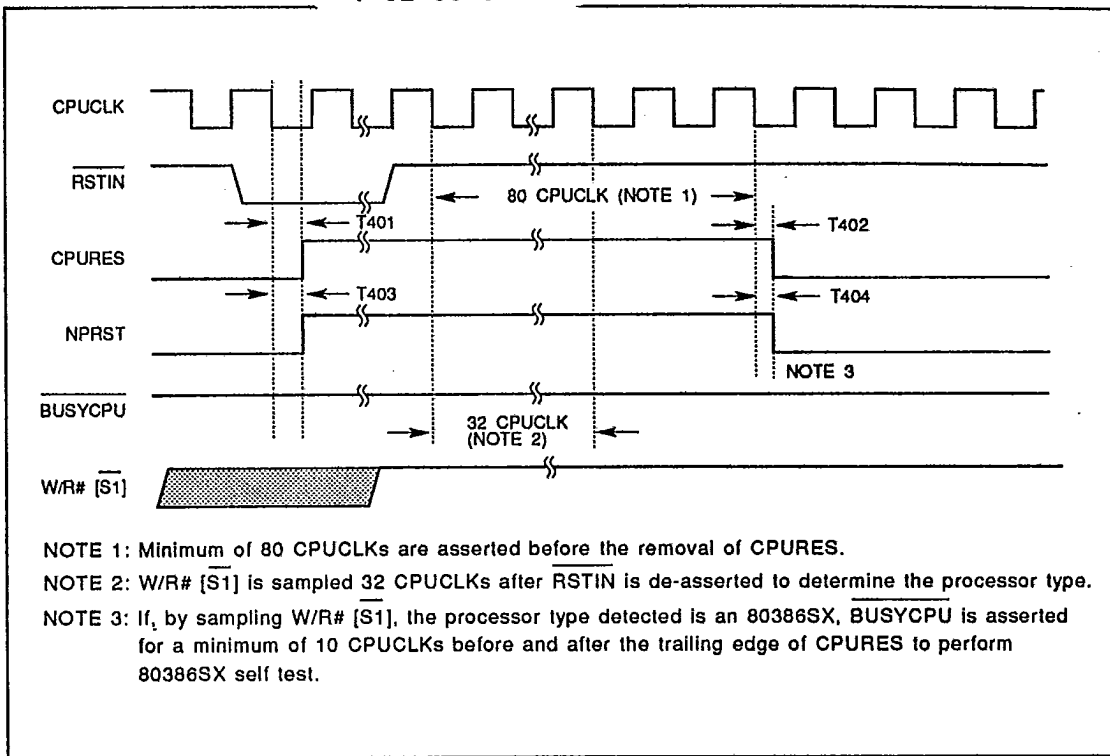 CPUCLK
RSTIN
80 CPUCLK (NOTE 1)
T401
T402
CPURES
T403
T404
NPRST
NOTE 3
BUSYCPU
32 CPUCLK
(NOTE 2)
W/R# [S1]
NOTE 1: Minimum of 80 CPUCLKs are asserted before the removal of CPURES.
NOTE 2: W/R# [S1] is sampled 32 CPUCLKs after RSTIN is de-asserted to determine the processor type.
NOTE 3: If, by sampling W/R# [S1], the processor type detected is an 80386SX, BUSYCPU is asserted
for a minimum of 10 CPUCLKs before and after the trailing edge of CPURES to perform
80386SX self test.